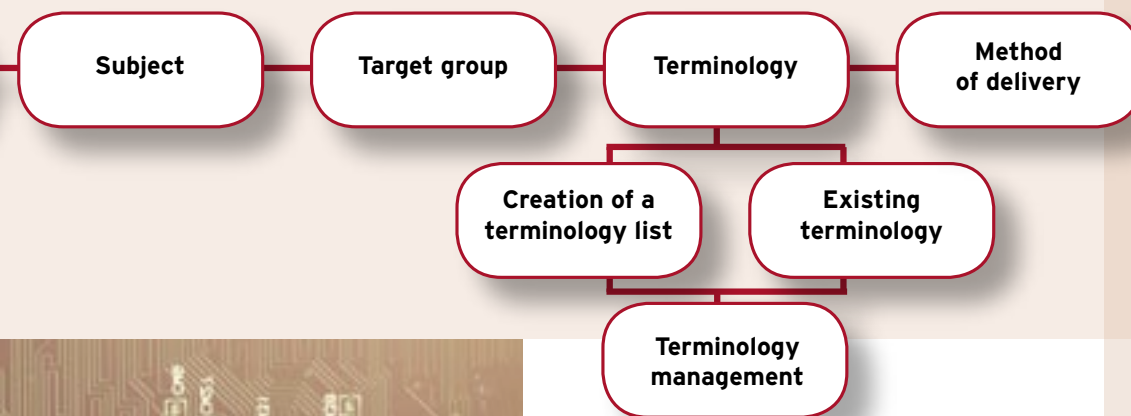 Subject
Target group
Terminology
Method
of delivery
Creation of a
terminology list
Existing
terminology
Terminology
management